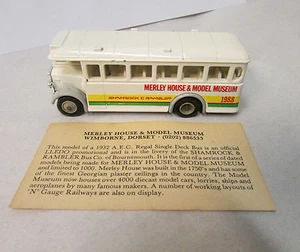 MERLEY HOUSE & MODEL MUSEUM
SHAMROCK & RAMBLER
1986
MERLEY HOUSE & MODEL MUSEUM
WIMBORNE, DORSET - (0202) 886533
This model of a 1932 A.E.C. Regal Single Deck Bus is an official
LLEDO promotional and is in the livery of the SHAMROCK &
RAMBLER Bus Co. of Bournemouth. It is the first of a series of dated
models being made for MERLEY HOUSE & MODEL MUSEUM
and limited to 1000. Merley House was built in the 1750's and has some
of the finest Georgian plaster ceilings in the country. The Model
Museum now houses over 4000 diecast model cars, lorries, ships and
aeroplanes by many famous makers. A number of working layouts of
"N" Gauge Railways are also on display.